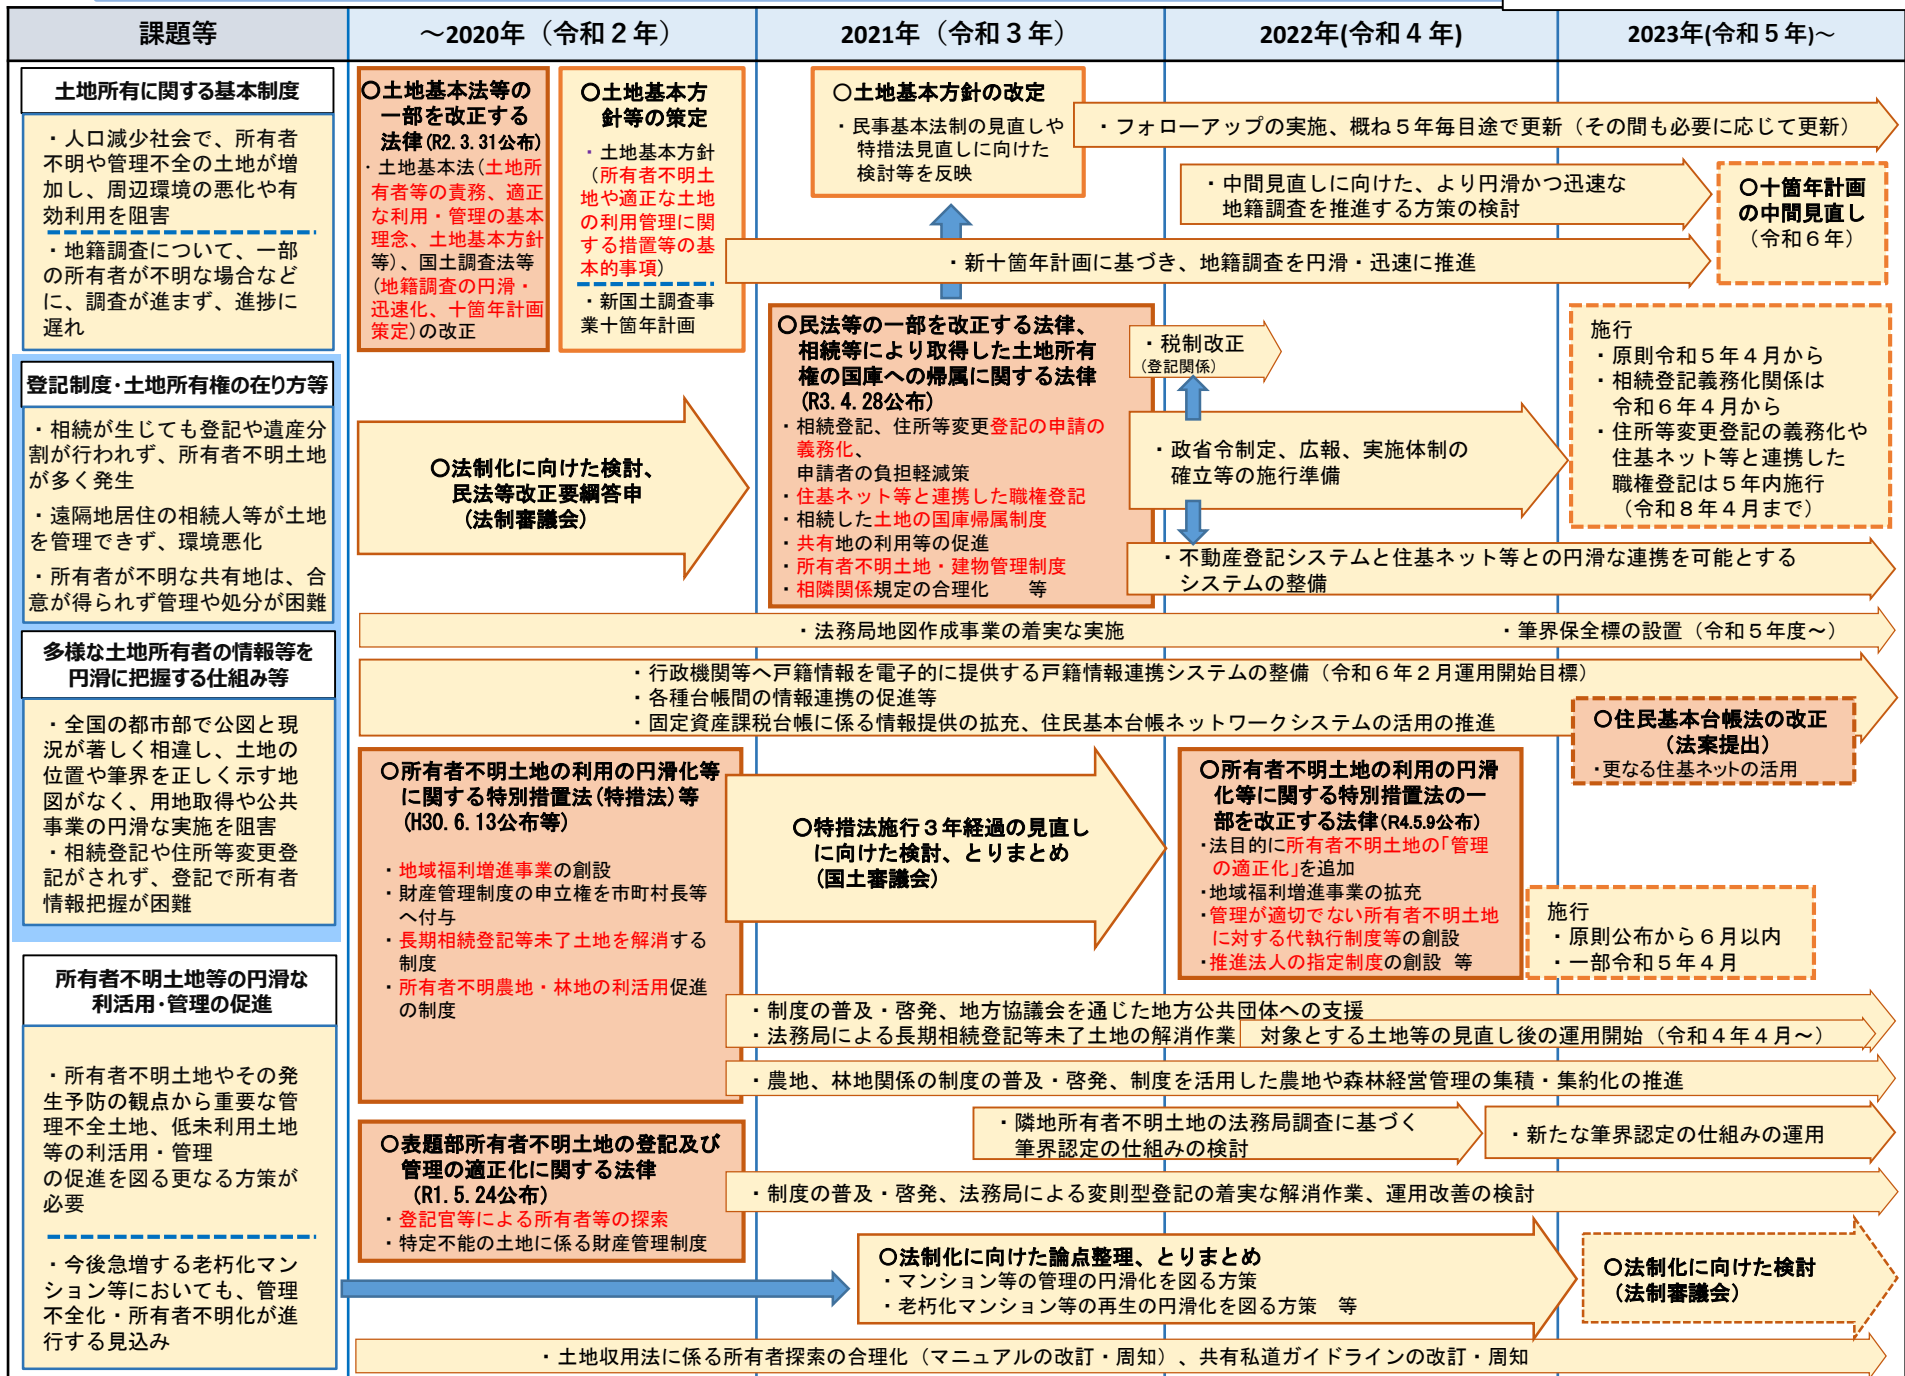 課題等
～2020年（令和２年）
2021年（令和３年）
2022年(令和４年)
2023年(令和５年)～
土地所有に関する基本制度
・人口減少社会で、所有者
不明や管理不全の土地が増
加し、周辺環境の悪化や有
効利用を阻害
・地籍調査について、一部
の所有者が不明な場合など
に、調査が進まず、進捗に
遅れ
登記制度・土地所有権の在り方等
・相続が生じても登記や遺産分
割が行われず、所有者不明土地
が多く発生
・遠隔地居住の相続人等が土地
を管理できず、環境悪化
・所有者が不明な共有地は、合
意が得られず管理や処分が困難
多様な土地所有者の情報等を
円滑に把握する仕組み等
・全国の都市部で公図と現
況が著しく相違し、土地の
位置や筆界を正しく示す地
図がなく、用地取得や公共
事業の円滑な実施を阻害
・相続登記や住所等変更登
記がされず、登記で所有者
情報把握が困難
所有者不明土地等の円滑な
利活用・管理の促進
・所有者不明土地やその発
生予防の観点から重要な管
理不全土地、低未利用土地
等の利活用・管理
の促進を図る更なる方策が
必要
・今後急増する老朽化マン
ション等においても、管理
不全化・所有者不明化が進
行する見込み
〇土地基本法等の
一部を改正する
法律(R2.3.31公布)
・土地基本法（土地所
有者等の責務、適正
な利用・管理の基本
理念、土地基本方針
等）、国土調査法等
（地籍調査の円滑・
迅速化、十箇年計画
策定）の改正
〇土地基本方
針等の策定
・土地基本方針
（所有者不明土
地や適正な土地
の利用管理に関
する措置等の基
本的事項）
・新国土調査事
業十箇年計画
〇土地基本方針の改定
・民事基本法制の見直しや
特措法見直しに向けた
検討等を反映
・フォローアップの実施、概ね５年毎目途で更新（その間も必要に応じて更新）
・中間見直しに向けた、より円滑かつ迅速な
地籍調査を推進する方策の検討
〇十箇年計画
の中間見直し
（令和６年）
・新十箇年計画に基づき、地籍調査を円滑・迅速に推進
〇法制化に向けた検討、
民法等改正要綱答申
（法制審議会）
〇民法等の一部を改正する法律、
相続等により取得した土地所有
権の国庫への帰属に関する法律
(R3.4.28公布)
・相続登記、住所等変更登記の申請の
義務化、
申請者の負担軽減策
・住基ネット等と連携した職権登記
・相続した土地の国庫帰属制度
・共有地の利用等の促進
・所有者不明土地・建物管理制度
・相隣関係規定の合理化　等
・税制改正
（登記関係）
・政省令制定、広報、実施体制の
確立等の施行準備
施行
・原則令和５年４月から
・相続登記義務化関係は
令和６年４月から
・住所等変更登記の義務化や
住基ネット等と連携した
職権登記は５年内施行
（令和８年４月まで）
・不動産登記システムと住基ネット等との円滑な連携を可能とする
システムの整備
・法務局地図作成事業の着実な実施
・筆界保全標の設置（令和５年度～）
・行政機関等へ戸籍情報を電子的に提供する戸籍情報連携システムの整備（令和６年２月運用開始目標）
・各種台帳間の情報連携の促進等
・固定資産課税台帳に係る情報提供の拡充、住民基本台帳ネットワークシステムの活用の推進
〇住民基本台帳法の改正
（法案提出）
・更なる住基ネットの活用
〇所有者不明土地の利用の円滑化等
に関する特別措置法（特措法）等
(H30.6.13公布等)
・地域福利増進事業の創設
・財産管理制度の申立権を市町村長等
へ付与
・長期相続登記等未了土地を解消する
制度
・所有者不明農地・林地の利活用促進
の制度
〇特措法施行３年経過の見直し
に向けた検討、とりまとめ
（国土審議会）
〇所有者不明土地の利用の円滑
化等に関する特別措置法の一
部を改正する法律(R4.5.9公布)
・法目的に所有者不明土地の「管理
の適正化」を追加
・地域福利増進事業の拡充
・管理が適切でない所有者不明土地
に対する代執行制度等の創設
・推進法人の指定制度の創設　等
施行
・原則公布から６月以内
・一部令和５年４月
・制度の普及・啓発、地方協議会を通じた地方公共団体への支援
・法務局による長期相続登記等未了土地の解消作業
対象とする土地等の見直し後の運用開始（令和４年４月～）
・農地、林地関係の制度の普及・啓発、制度を活用した農地や森林経営管理の集積・集約化の推進
・隣地所有者不明土地の法務局調査に基づく
筆界認定の仕組みの検討
・新たな筆界認定の仕組みの運用
〇表題部所有者不明土地の登記及び
管理の適正化に関する法律
(R1.5.24公布)
・登記官等による所有者等の探索
・特定不能の土地に係る財産管理制度
・制度の普及・啓発、法務局による変則型登記の着実な解消作業、運用改善の検討
〇法制化に向けた論点整理、とりまとめ
・マンション等の管理の円滑化を図る方策
・老朽化マンション等の再生の円滑化を図る方策　等
〇法制化に向けた検討
（法制審議会）
・土地収用法に係る所有者探索の合理化（マニュアルの改訂・周知）、共有私道ガイドラインの改訂・周知